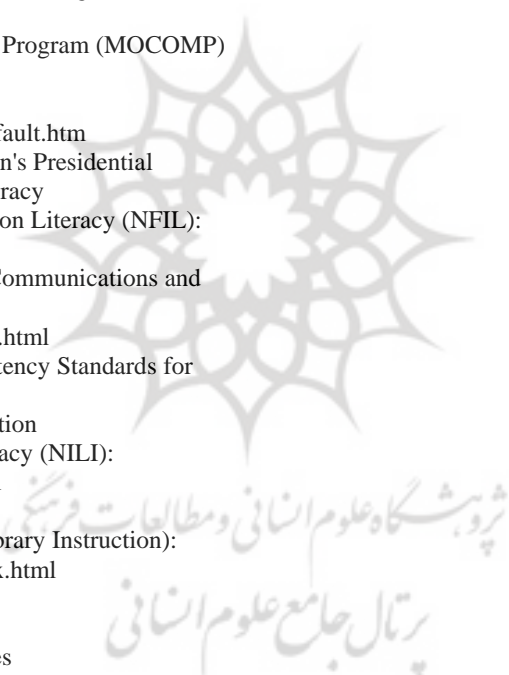 Program (MOCOMP)
fault.htm
n's Presidential
racy
on Literacy (NFIL):
Communications and
.html
tency Standards for
tion
acy (NILI):
پژوهشگاه علوم انسانی و مطالعات فرهنگی
brary Instruction):
x.html
پرتال جامع علوم انسانی
es